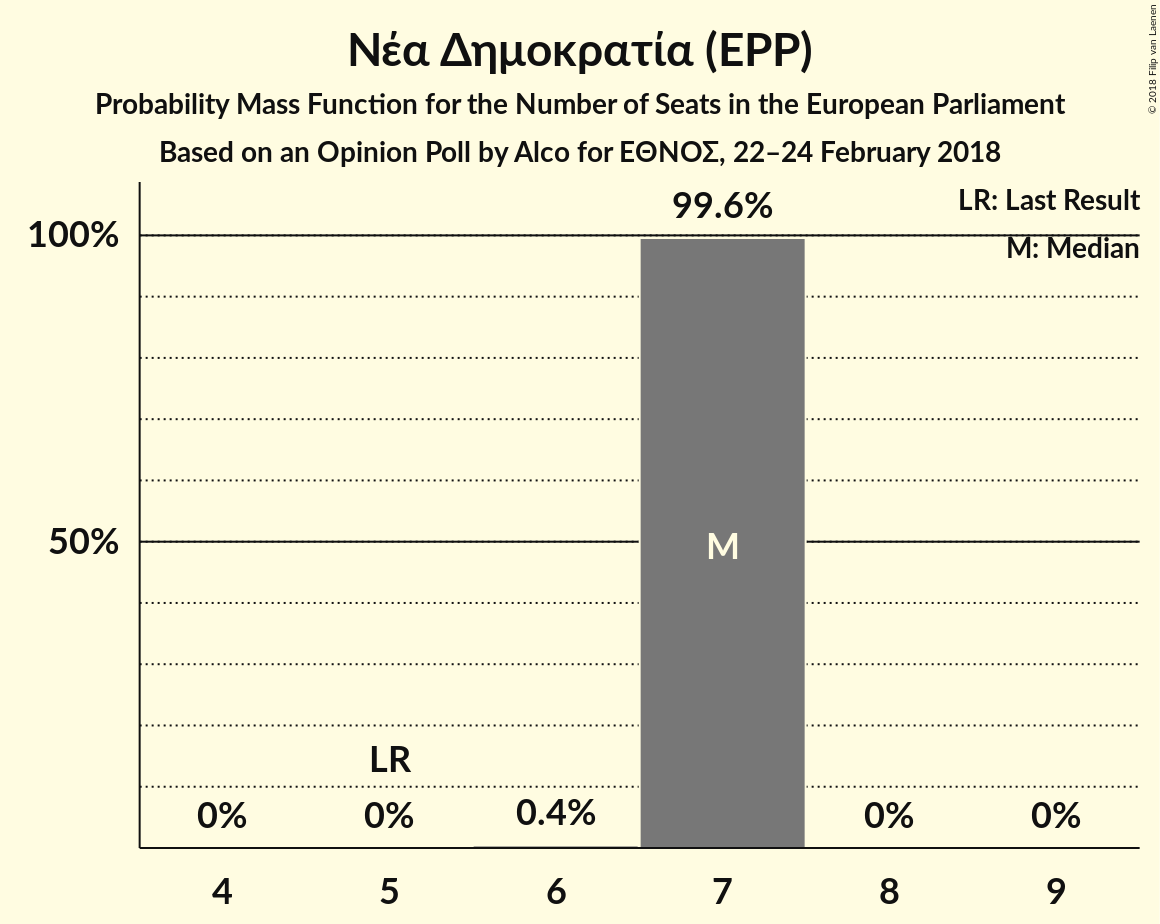 Νέα Δημοκρατία (EPP)
Probability Mass Function for the Number of Seats in the European Parliament
Based on an Opinion Poll by Alco for ΕΘΝΟΣ, 22–24 February 2018
© 2018 Filip van Laenen
LR: Last Result
M: Median
99.6%
100%
50%
M
LR
0%
0%
0.4%
0%
0%
4
5
6
7
8
9